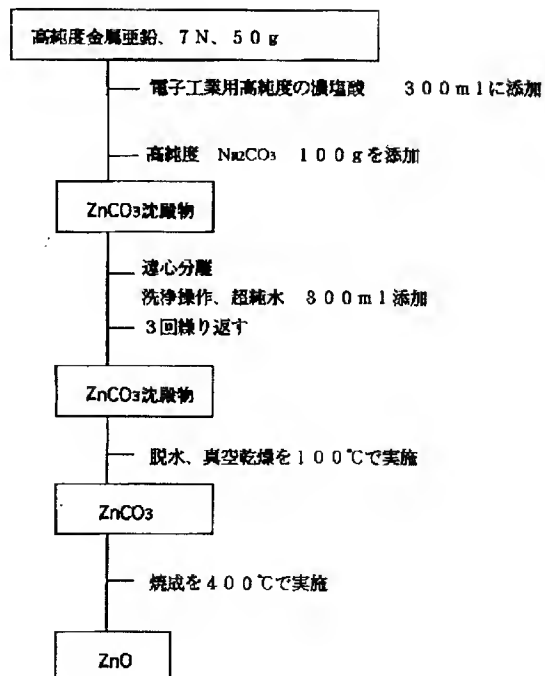 高純度金属亜鉛、7N、50g
電子工業用高純度の濃塩酸　300mlに添加
高純度　Na2CO3　100gを添加
ZnCO3沈殿物
遠心分離
洗浄操作、超純水　800ml添加
3回繰り返す
ZnCO3沈殿物
脱水、真空乾燥を100℃で実施
ZnCO3
焼成を400℃で実施
ZnO